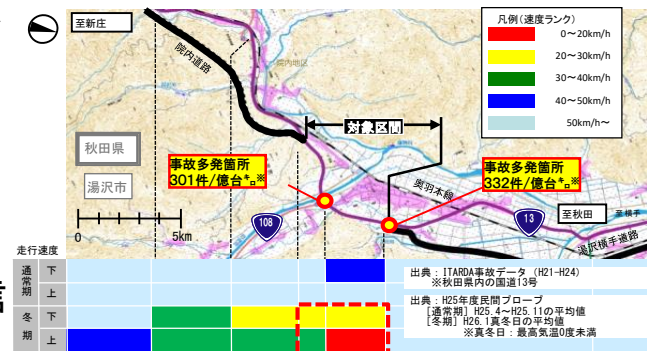 至新庄
院内道路
院内地区
凡例(速度ランク)
0～20km/h
20～30km/h
30～40km/h
40～50km/h
50km/h～
対象区間
秋田県
湯沢市
事故多発箇所
301件/億台㌔※
事故多発箇所
332件/億台㌔※
奥羽本線
108
13
至秋田
至横手
湯沢横手道路
0
5km
走行速度
通常期
下
上
冬期
下
上
出典：ITARDA事故データ（H21-H24）
※秋田県内の国道13号
出典：H25年度民間プローブ
［通常期］H25.4～H25.11の平均値
［冬期］H26.1真冬日の平均値
※真冬日：最高気温0度未満